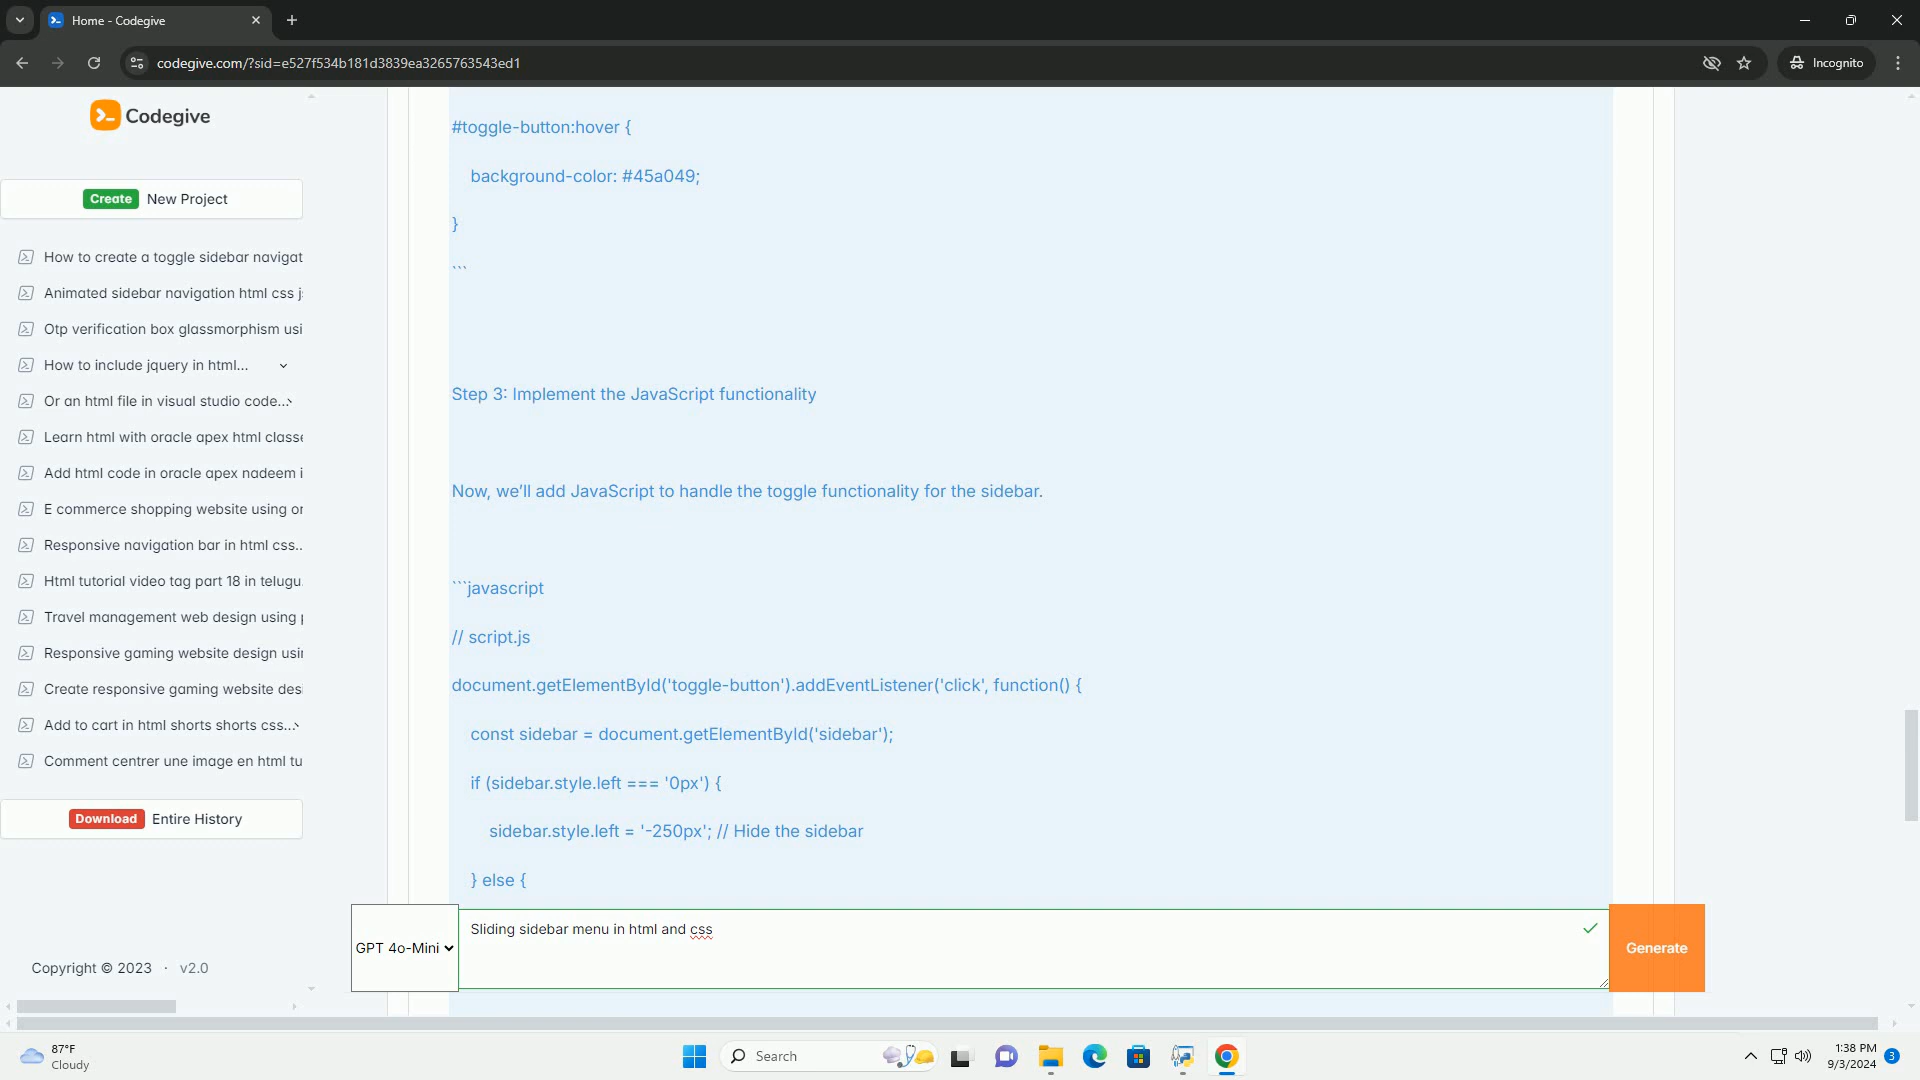 Home - Codegive
codegive.com/?sid=e527f534b181d3839ea3265763543ed1
Incognito
Codegive
Create New Project
How to create a toggle sidebar navigat
Animated sidebar navigation html css j
Otp verification box glassmorphism usi
How to include jquery in html...
Or an html file in visual studio code...
Learn html with oracle apex html classe
Add html code in oracle apex nadeem i
E commerce shopping website using or
Responsive navigation bar in html css...
Html tutorial video tag part 18 in telugu
Travel management web design using p
Responsive gaming website design usin
Create responsive gaming website desi
Add to cart in html shorts shorts css...
Comment centrer une image en html tu
Download Entire History
Copyright © 2023 · v2.0
#toggle-button:hover {
background-color: #45a049;
}
```
Step 3: Implement the JavaScript functionality
Now, we'll add JavaScript to handle the toggle functionality for the sidebar.
```javascript
// script.js
document.getElementById('toggle-button').addEventListener('click', function() {
const sidebar = document.getElementById('sidebar');
if (sidebar.style.left === '0px') {
sidebar.style.left = '-250px'; // Hide the sidebar
} else {
GPT 4o-Mini
Sliding sidebar menu in html and css
Generate
87°F
Cloudy
Search
1:38 PM
9/3/2024
3